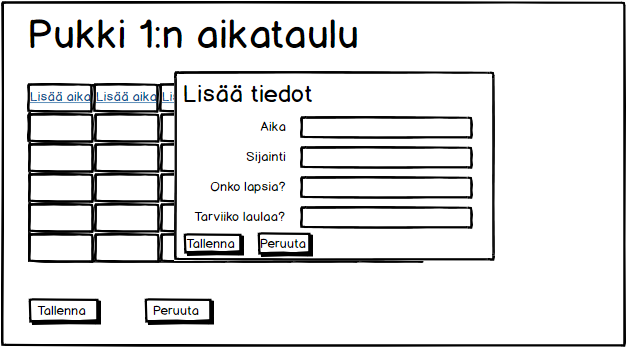 Pukki 1:n aikataulu
Lisää aika Lisää aika
Lisää tiedot
Aika
Sijainti
Onko lapsia?
Tarviiko laulaa?
Tallenna Peruuta
Tallenna Peruuta